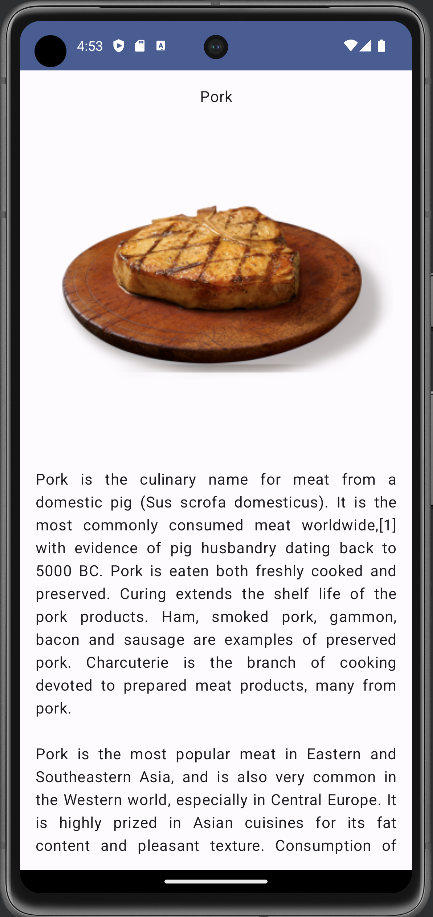 4:53
Pork
Pork is the culinary name for meat from a
domestic pig (Sus scrofa domesticus). It is the
most commonly consumed meat worldwide,[1]
with evidence of pig husbandry dating back to
5000 BC. Pork is eaten both freshly cooked and
preserved. Curing extends the shelf life of the
pork products. Ham, smoked pork, gammon,
bacon and sausage are examples of preserved
pork. Charcuterie is the branch of cooking
devoted to prepared meat products, many from
pork.
Pork is the most popular meat in Eastern and
Southeastern Asia, and is also very common in
the Western world, especially in Central Europe. It
is highly prized in Asian cuisines for its fat
content and pleasant texture. Consumption of